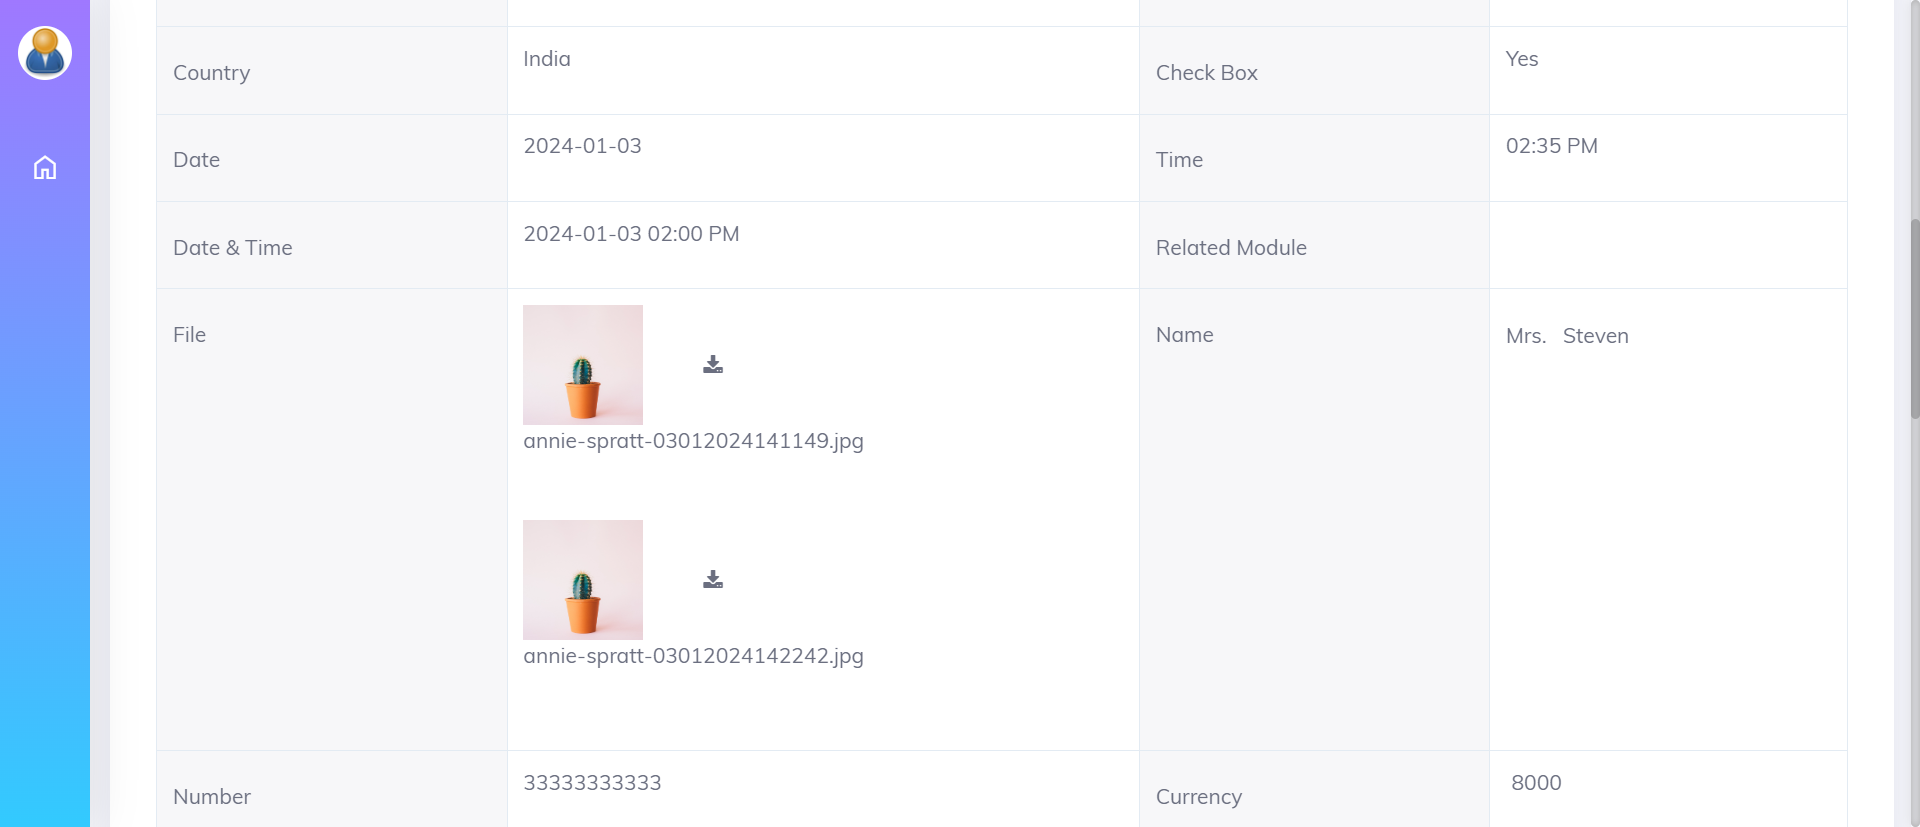 Country India Check Box Yes
Date 2024-01-03 Time 02:35 PM
Date & Time 2024-01-03 02:00 PM Related Module
File Name Mrs. Steven
annie-spratt-03012024141149.jpg
annie-spratt-03012024142242.jpg
Number 33333333333 Currency 8000